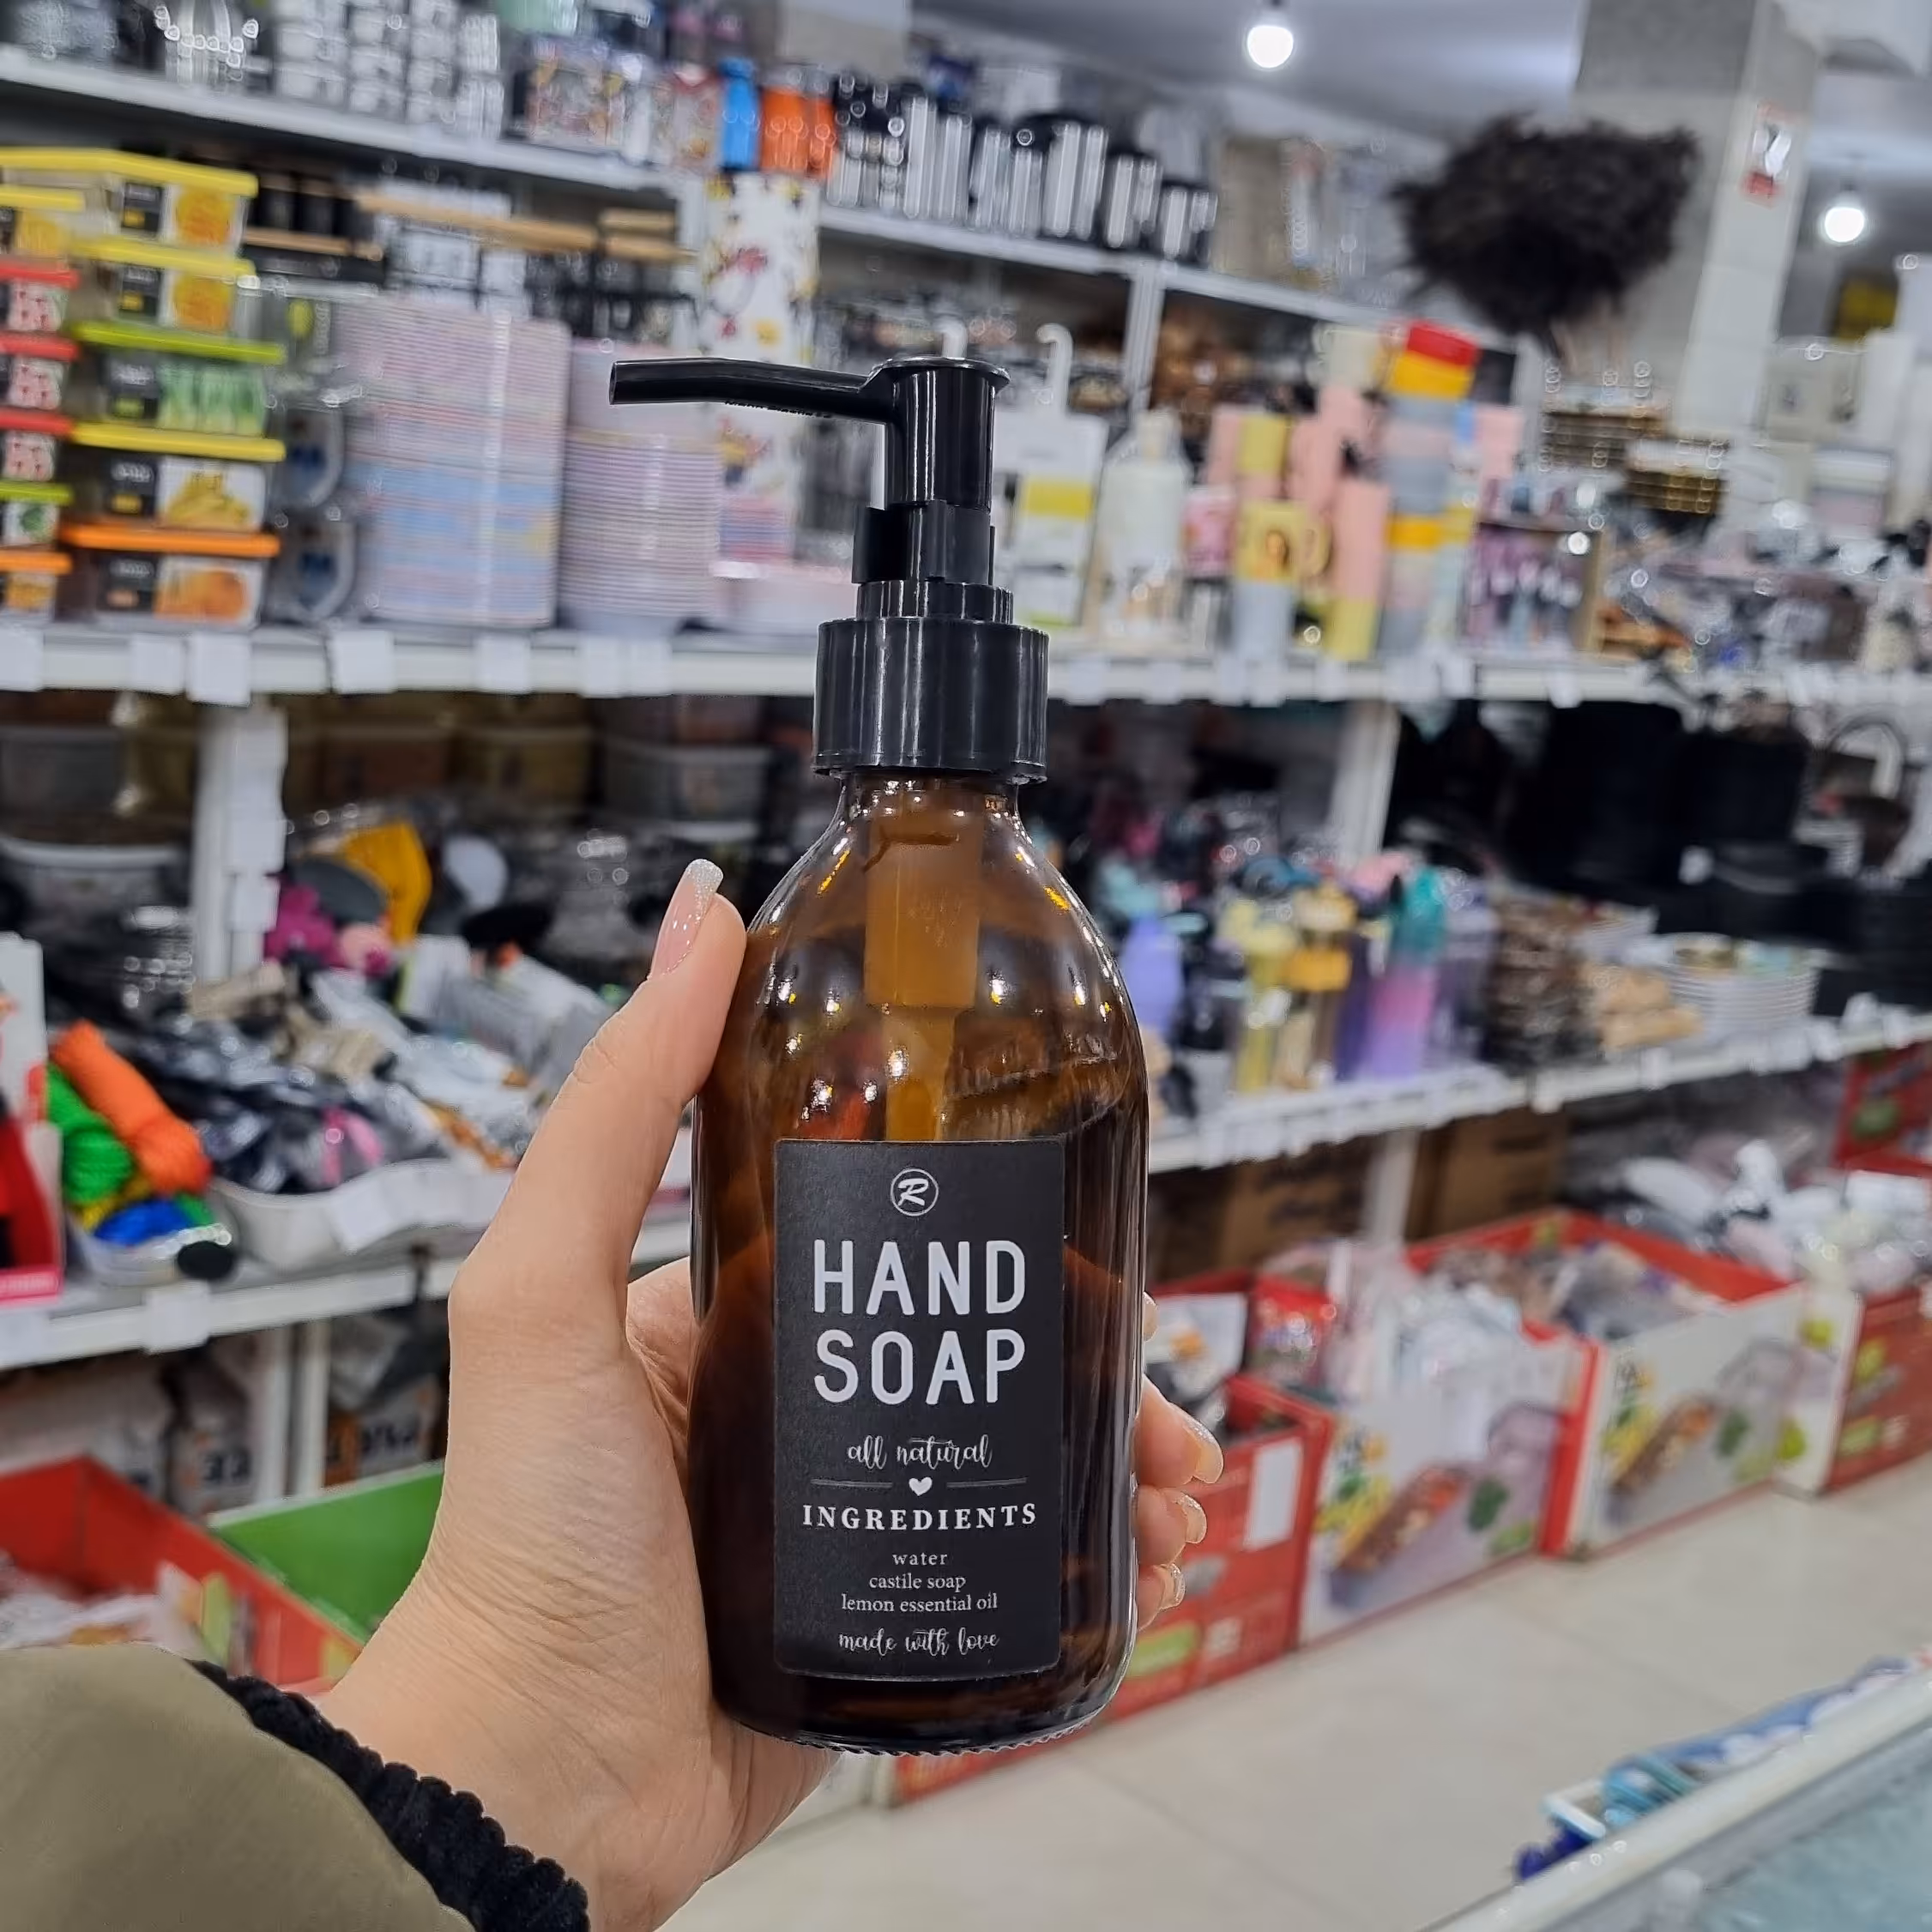 R
HAND
SOAP
all natural
INGREDIENTS
water
castile soap
lemon essential oil
made with love